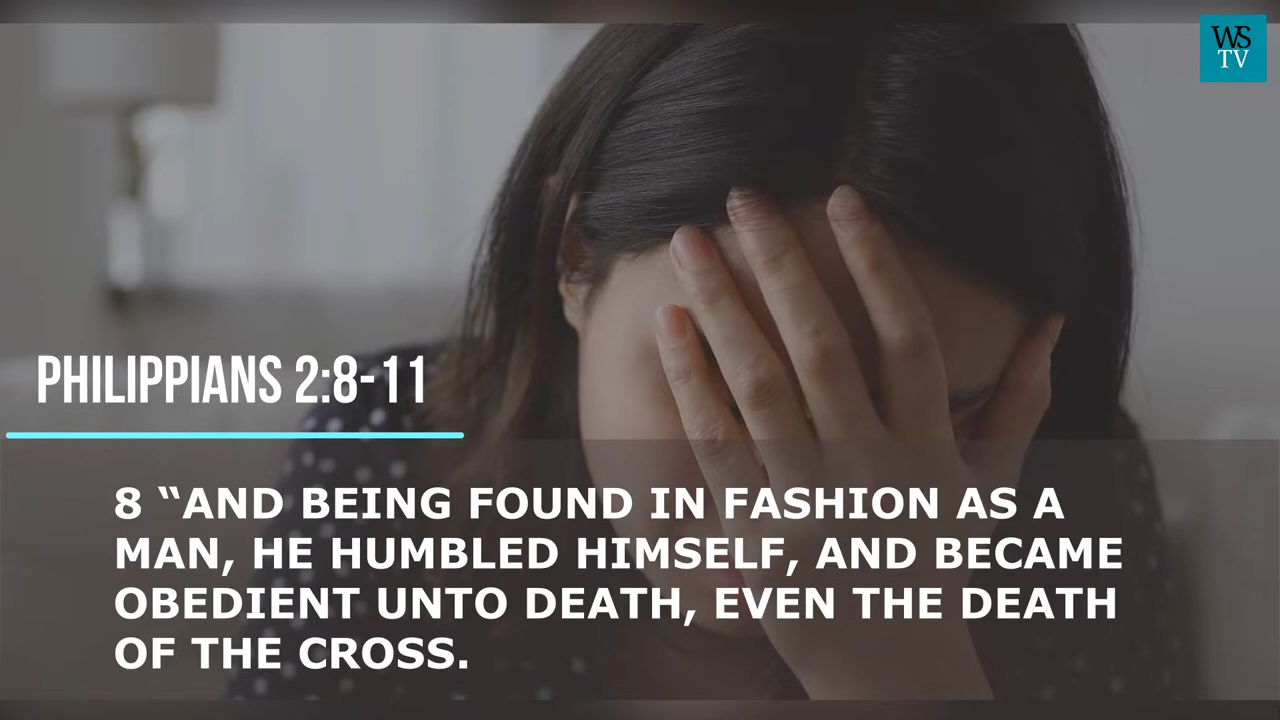 WS
TV
PHILIPPIANS 2:8-11
8 “AND BEING FOUND IN FASHION AS A
MAN, HE HUMBLED HIMSELF, AND BECAME
OBEDIENT UNTO DEATH, EVEN THE DEATH
OF THE CROSS.